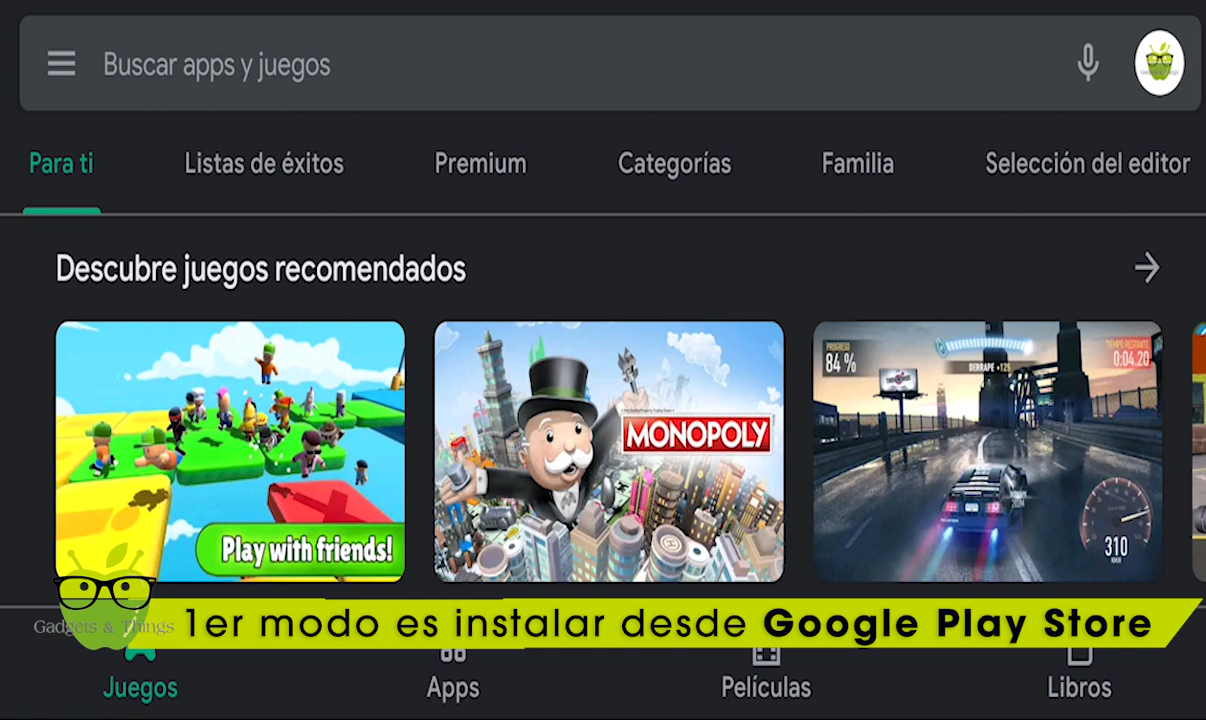 Buscar apps y juegos
Para ti
Listas de éxitos
Premium
Categorías
Familia
Selección del editor
Descubre juegos recomendados
Play with friends!
MONOPOLY
PROGRESO
84 %
DERRAPE +125
TIEMPO RESTANTE
0:04.20
310
KM/H
Gadgets & Things
1er modo es instalar desde Google Play Store
Juegos
Apps
Películas
Libros